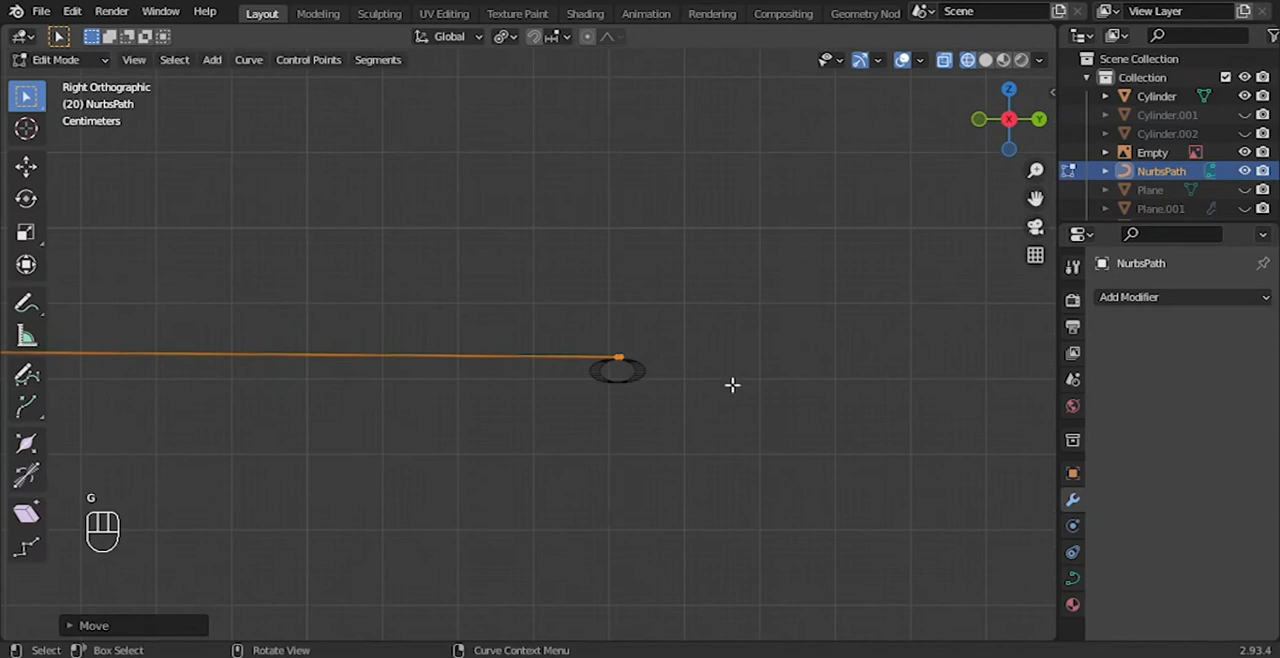 File Edit Render Window Help Layout Modeling Sculpting UV Editing Texture Paint Shading Animation Rendering Compositing Geometry Nod Scene View Layer
Global
Edit Mode View Select Add Curve Control Points Segments
Scene Collection
Collection
Cylinder
Cylinder.001
Cylinder.002
Empty
NurbsPath
Plane
Plane.001
Right Orthographic
(20) NurbsPath
Centimeters
Z
X
Y
NurbsPath
Add Modifier
G
Move
Select Box Select Rotate View Curve Context Menu 2.93.4